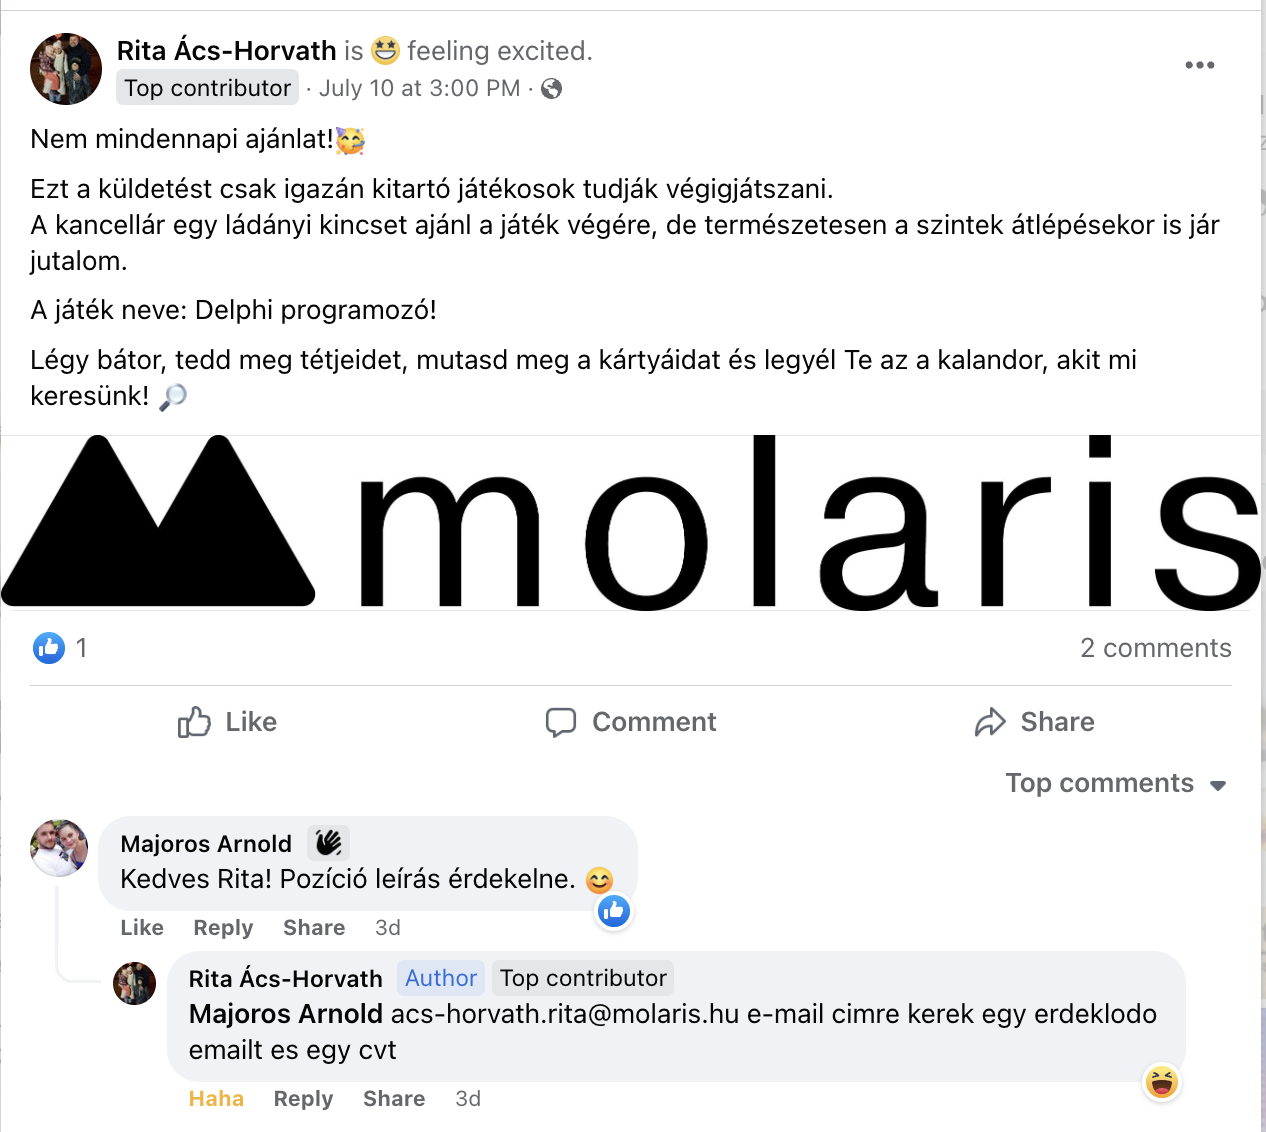 Rita Ács-Horvath is 🤩 feeling excited.
Top contributor · July 10 at 3:00 PM ·
Nem mindennapi ajánlat!🥳
Ezt a küldetést csak igazán kitartó játékosok tudják végigjátszani.
A kancellár egy ládányi kincset ajánl a játék végére, de természetesen a szintek átlépésekor is jár
jutalom.
A játék neve: Delphi programozó!
Légy bátor, tedd meg tétjeidet, mutasd meg a kártyáidat és legyél Te az a kalandor, akit mi
keresünk! 🔎
molaris
1
2 comments
Like
Comment
Share
Top comments
Majoros Arnold 👋
Kedves Rita! Pozíció leírás érdekelne. 😊
Like Reply Share 3d
Rita Ács-Horvath Author Top contributor
Majoros Arnold acs-horvath.rita@molaris.hu e-mail cimre kerek egy erdeklodo
emailt es egy cvt
Haha Reply Share 3d